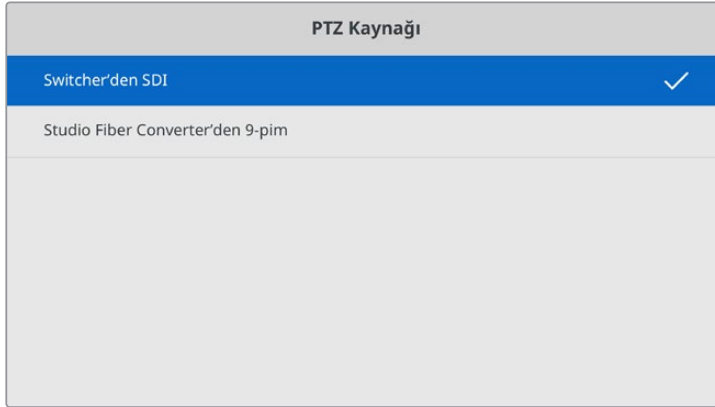 PTZ Kaynağı
Switcher’den SDI
Studio Fiber Converter’den 9-pim